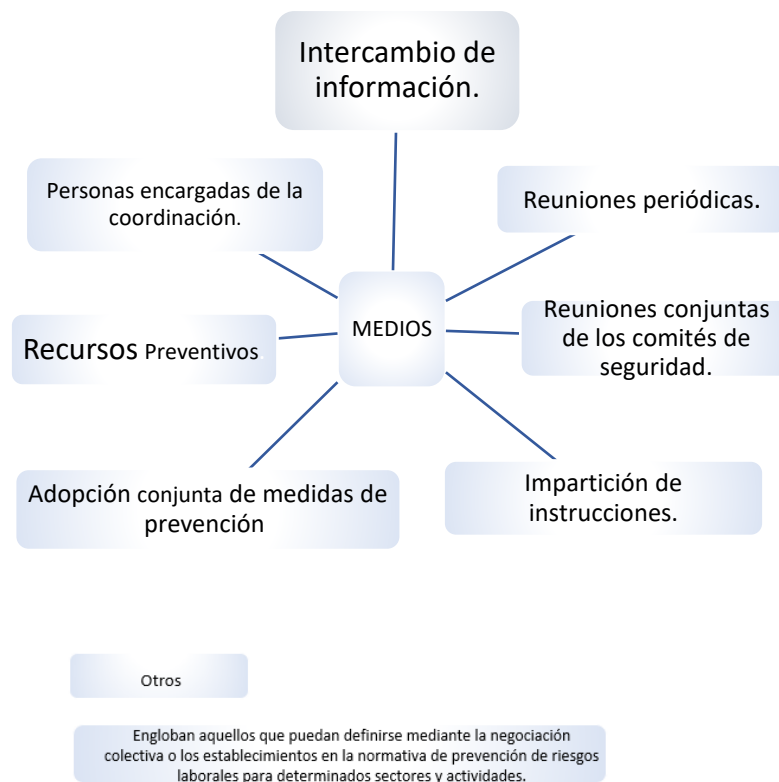 Intercambio de
información.
Personas encargadas de la
coordinación.
Reuniones periódicas.
MEDIOS
Reuniones conjuntas
de los comités de
seguridad.
Recursos Preventivos
Adopción conjunta de medidas de
prevención
Impartición de
instrucciones.
Otros
Engloban aquellos que puedan definirse mediante la negociación
colectiva o los establecimientos en la normativa de prevención de riesgos
laborales para determinados sectores y actividades.